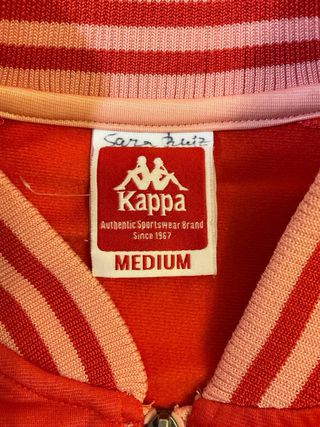 Sara Ruiz
Kappa
Authentic Sportswear Brand
Since 1967
MEDIUM